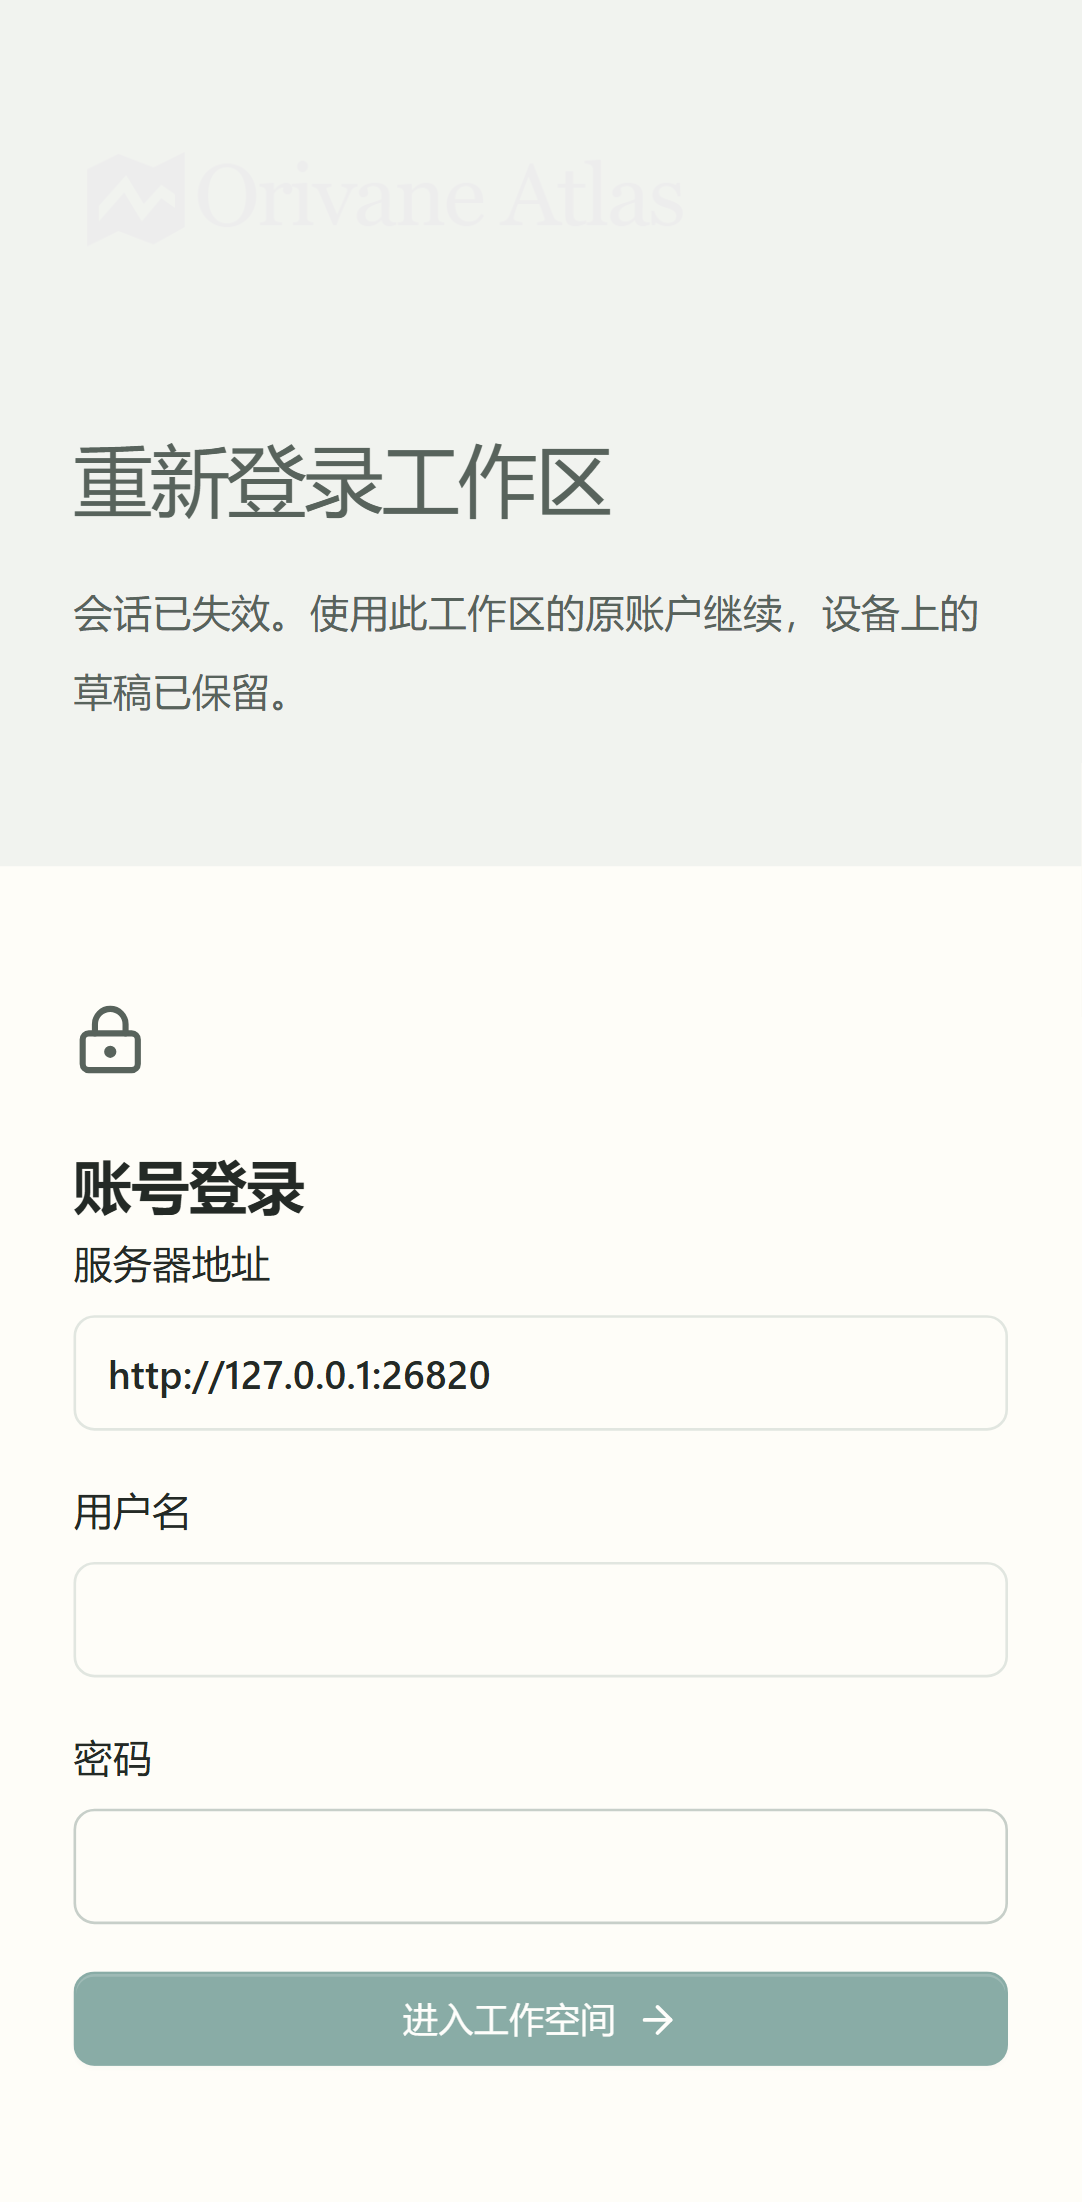 Orivane Atlas
重新登录工作区
会话已失效。使用此工作区的原账户继续，设备上的
草稿已保留。
账号登录
服务器地址
http://127.0.0.1:26820
用户名
密码
进入工作空间 →